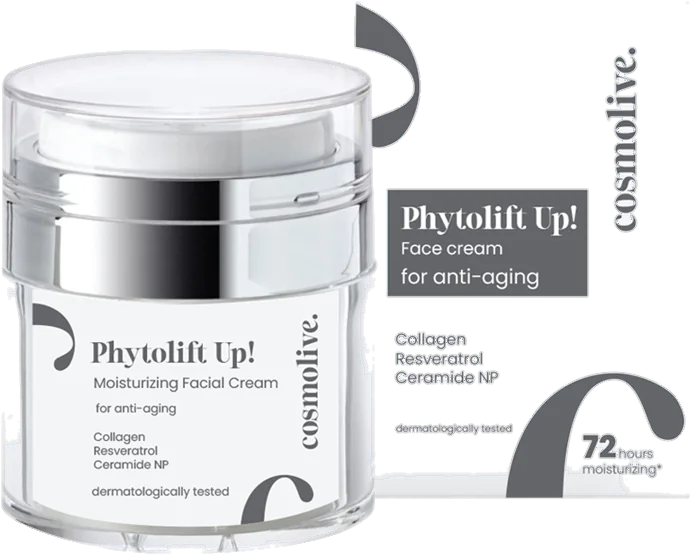 Phytolift Up!
Moisturizing Facial Cream
for anti-aging
Collagen
Resveratrol
Ceramide NP
dermatologically tested
cosmolive.
cosmolive.
Phytolift Up!
Face cream
for anti-aging
Collagen
Resveratrol
Ceramide NP
dermatologically tested
72 hours
moisturizing*